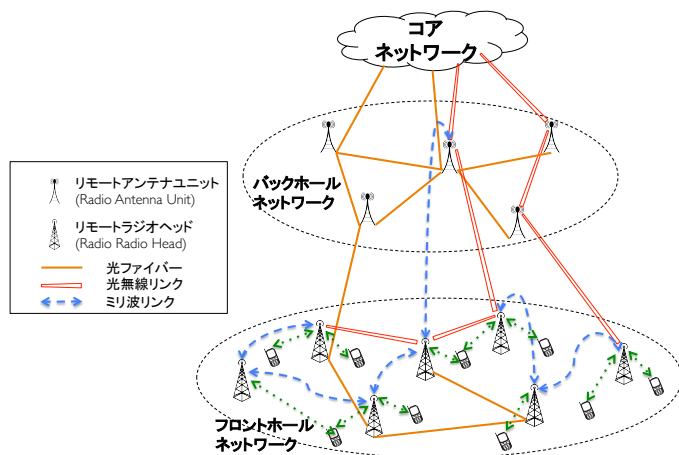 コア
ネットワーク
バックホール
ネットワーク
リモートアンテナユニット
(Radio Antenna Unit)
リモートラジオヘッド
(Radio Radio Head)
光ファイバー
光無線リンク
ミリ波リンク
フロントホール
ネットワーク